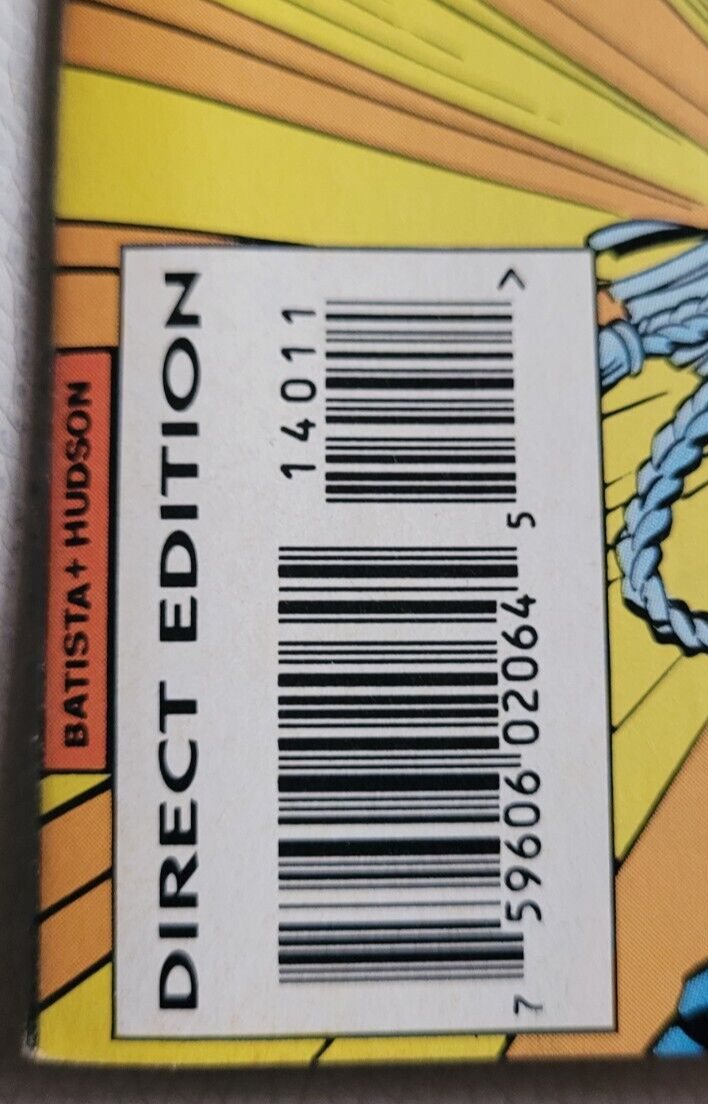 BATISTA+ HUDSON
DIRECT EDITION
14011
7 59606 02064 5
>